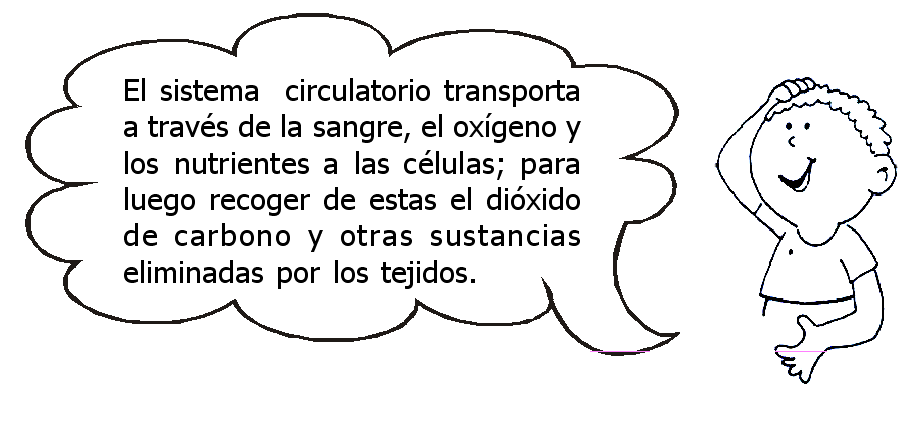 El sistema circulatorio transporta
a través de la sangre, el oxígeno y
los nutrientes a las células; para
luego recoger de estas el dióxido
de carbono y otras sustancias
eliminadas por los tejidos.